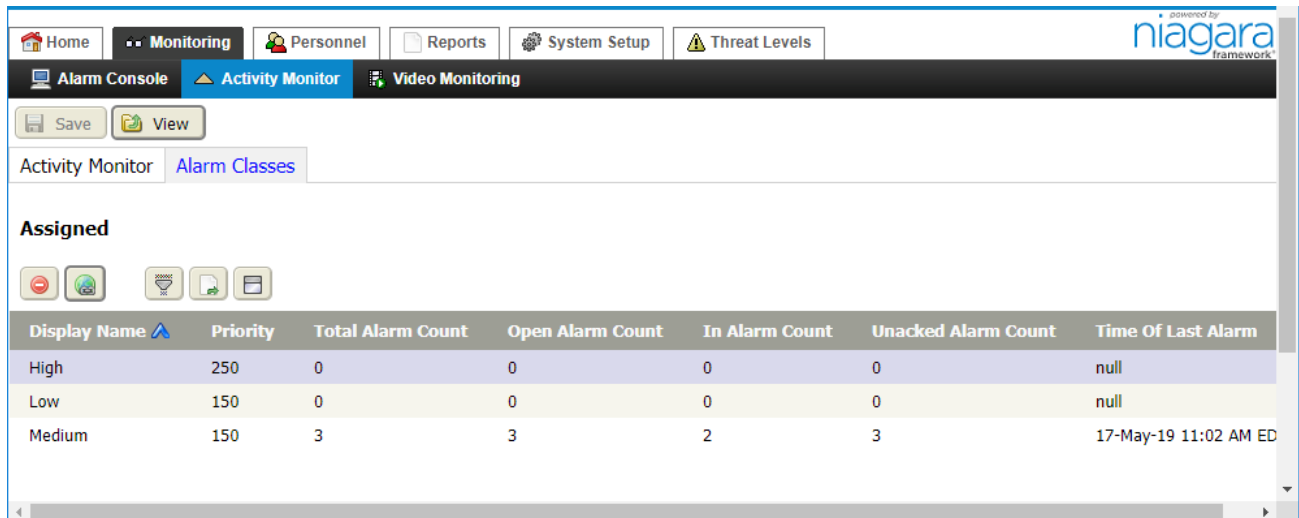 powered by
niagara
framework
Home Monitoring Personnel Reports System Setup Threat Levels
Alarm Console Activity Monitor Video Monitoring
Save View
Activity Monitor Alarm Classes
Assigned
Display Name Priority Total Alarm Count Open Alarm Count In Alarm Count Unacked Alarm Count Time Of Last Alarm
High 250 0 0 0 0 null
Low 150 0 0 0 0 null
Medium 150 3 3 2 3 17-May-19 11:02 AM ED